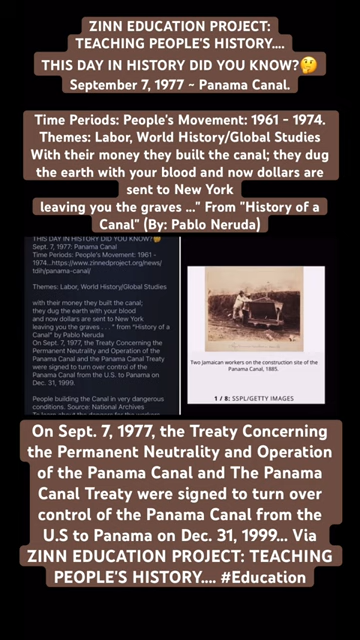 ZINN EDUCATION PROJECT:
TEACHING PEOPLE'S HISTORY....
THIS DAY IN HISTORY DID YOU KNOW?🤔
September 7, 1977 ~ Panama Canal.
Time Periods: People's Movement: 1961 - 1974.
Themes: Labor, World History/Global Studies
With their money they built the canal; they dug
the earth with your blood and now dollars are
sent to New York
leaving you the graves ..." From "History of a
Canal" (By: Pablo Neruda)
THIS DAY IN HISTORY DID YOU KNOW?🤔
Sept. 7, 1977: Panama Canal
Time Periods: People's Movement: 1961 -
1974...https://www.zinnedproject.org/news/
tdih/panama-canal/
Themes: Labor, World History/Global Studies
with their money they built the canal;
they dug the earth with your blood
and now dollars are sent to New York
leaving you the graves . . ." from "History of a
Canal" by Pablo Neruda
On Sept. 7, 1977, the Treaty Concerning the
Permanent Neutrality and Operation of the
Panama Canal and the Panama Canal Treaty
were signed to turn over control of the Panama
Canal from the U.S. to Panama on
Dec. 31, 1999.
People building the Canal in very dangerous
conditions. Source: National Archives
Two Jamaican workers on the construction site of the
Panama Canal, 1885.
1 / 8: SSPL/GETTY IMAGES
On Sept. 7, 1977, the Treaty Concerning
the Permanent Neutrality and Operation
of the Panama Canal and The Panama
Canal Treaty were signed to turn over
control of the Panama Canal from the
U.S to Panama on Dec. 31, 1999... Via
ZINN EDUCATION PROJECT: TEACHING
PEOPLE'S HISTORY.... #Education